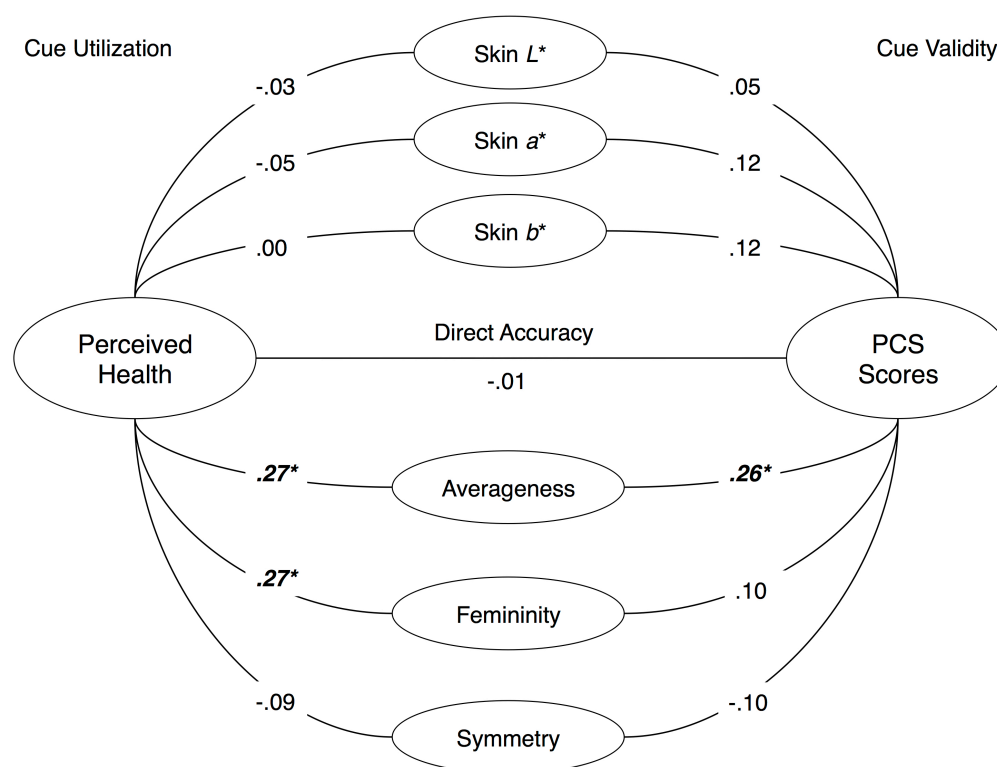 Cue Utilization
Skin L*
Cue Validity
-.03
.05
Skin a*
-.05
.12
Skin b*
.00
.12
Direct Accuracy
Perceived
Health
PCS
Scores
-.01
.27*
.26*
Averageness
.27*
.10
Femininity
-.09
-.10
Symmetry